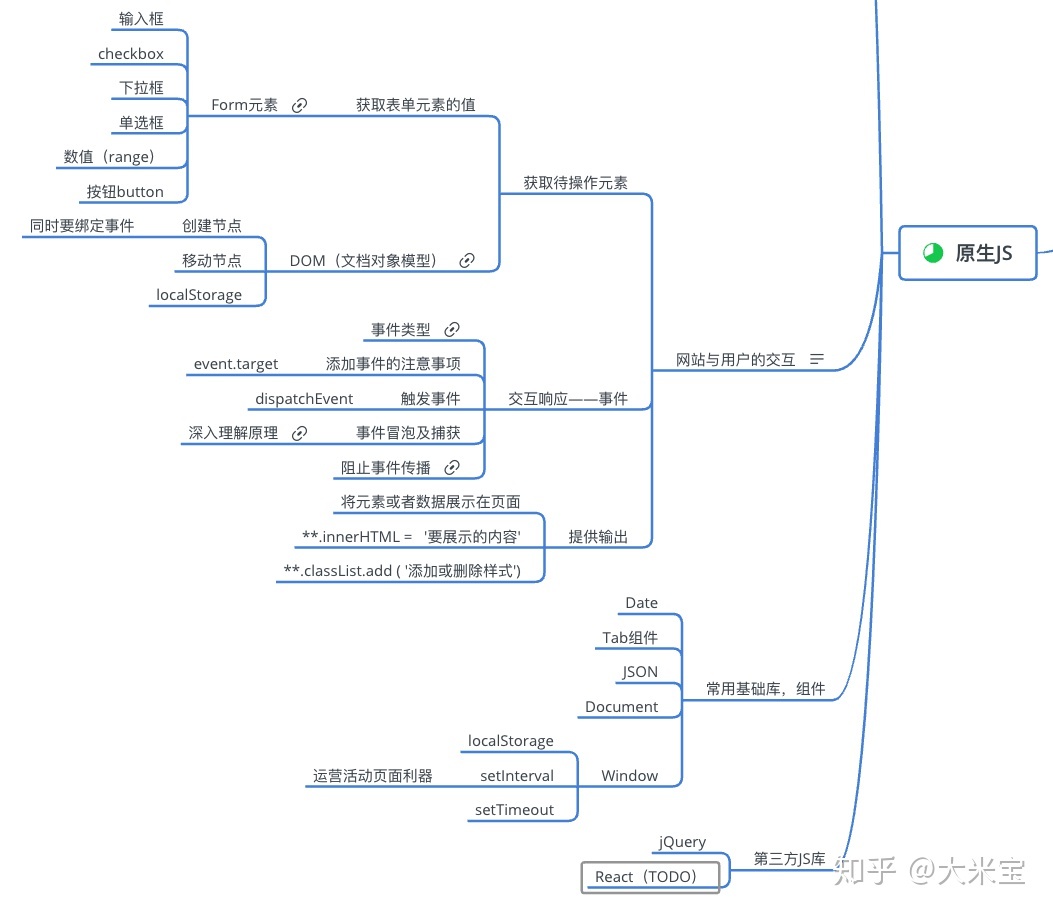 输入框
checkbox
下拉框
单选框
数值（range）
按钮button
Form元素
获取表单元素的值
同时要绑定事件
创建节点
移动节点
localStorage
DOM（文档对象模型）
获取待操作元素
事件类型
event.target
添加事件的注意事项
dispatchEvent
触发事件
深入理解原理
事件冒泡及捕获
阻止事件传播
交互响应——事件
将元素或者数据展示在页面
**.innerHTML = '要展示的内容'
**.classList.add ( '添加或删除样式')
提供输出
网站与用户的交互
原生JS
Date
Tab组件
JSON
Document
localStorage
运营活动页面利器
setInterval
setTimeout
Window
常用基础库，组件
jQuery
React（TODO）
第三方JS库
知乎 @大米宝